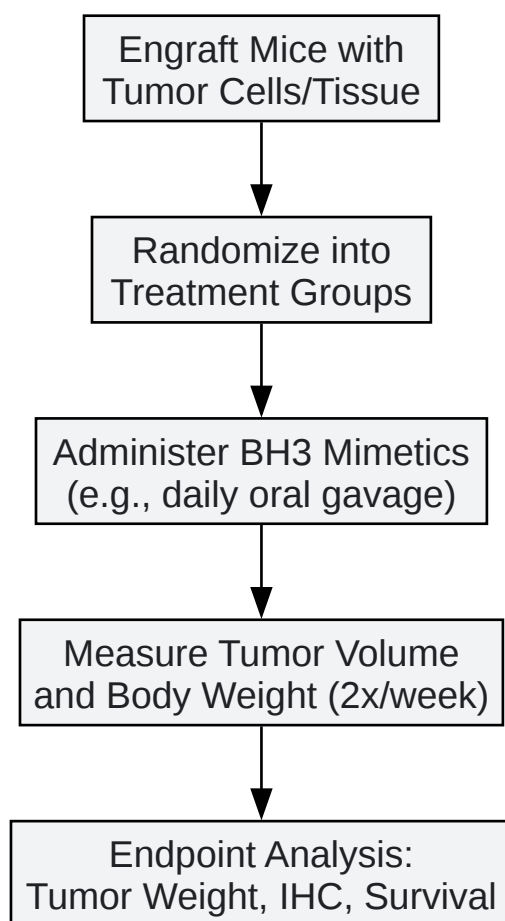 Engraft Mice with
Tumor Cells/Tissue
Randomize into
Treatment Groups
Administer BH3 Mimetics
(e.g., daily oral gavage)
Measure Tumor Volume
and Body Weight (2x/week)
Endpoint Analysis:
Tumor Weight, IHC, Survival